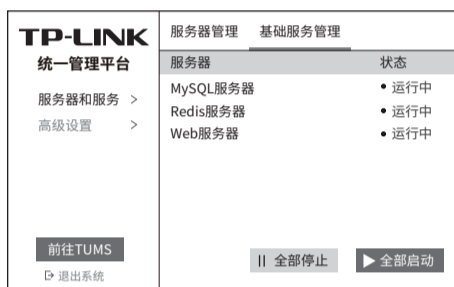 TP-LINK
统一管理平台
服务器和服务 >
高级设置 >
前往TUMS
退出系统
服务器管理 基础服务管理
服务器 状态
MySQL服务器 • 运行中
Redis服务器 • 运行中
Web服务器 • 运行中
全部停止 全部启动